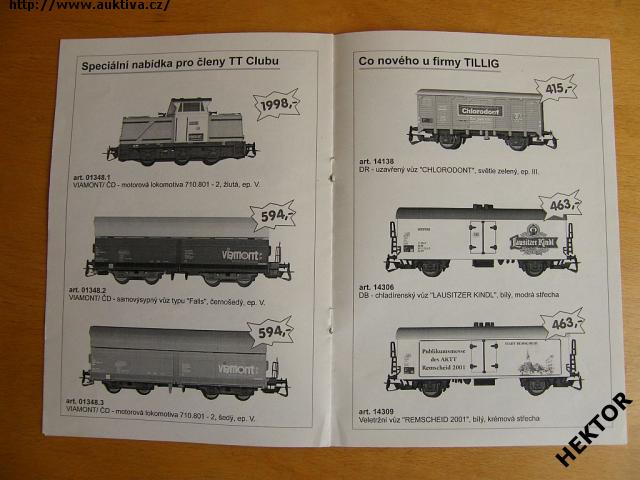 http://www.auktiva.cz/
Speciální nabídka pro členy TT Clubu
1998,-
art. 01348.1
VIAMONT/ ČD - motorová lokomotiva 710.801 - 2, žlutá, ep. V.
594,-
viamont
art. 01348.2
VIAMONT/ ČD - samovýsypný vůz typu "Falls", černošedý, ep. V.
594,-
viamont
art. 01348.3
VIAMONT/ ČD - motorová lokomotiva 710.801 - 2, šedý, ep. V.
Co nového u firmy TILLIG
415,-
Chlorodont
art. 14138
DR - uzavřený vůz "CHLORODONT", světle zelený, ep. III.
463,-
Lausitzer Kindl
art. 14306
DB - chladírenský vůz "LAUSITZER KINDL", bílý, modrá střecha
463,-
Publikumsmesse
des AKTT
Remscheid 2001
STADT REMSCHEID
art. 14309
Veletržní vůz "REMSCHEID 2001", bílý, krémová střecha
HEKTOR